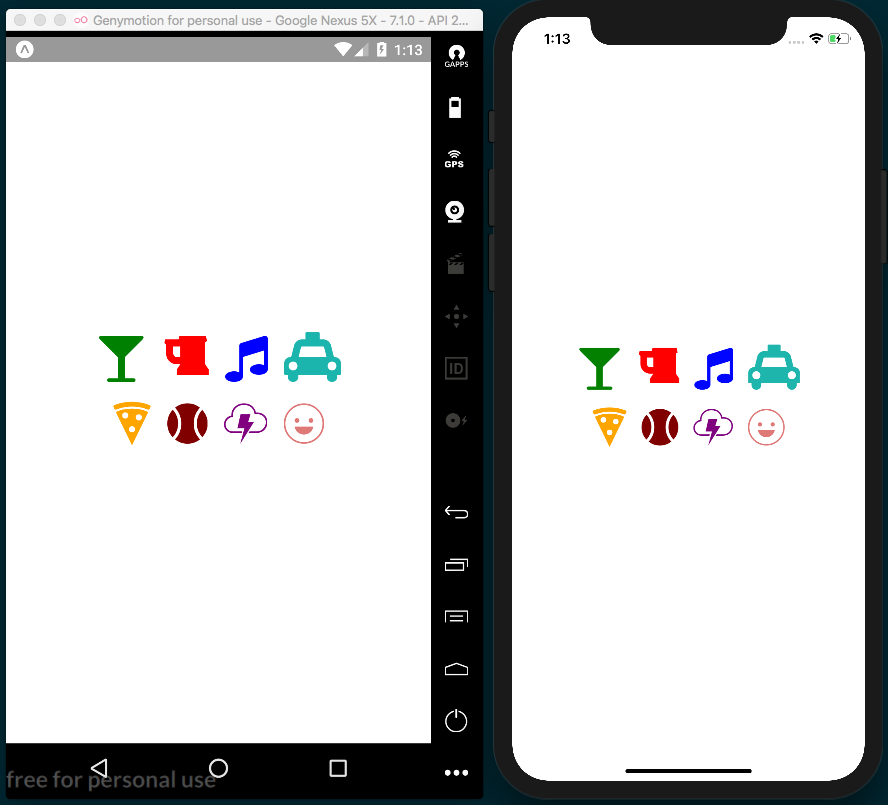 Genymotion for personal use - Google Nexus 5X - 7.1.0 - API 2...
1:13
GAPPS
GPS
ID
free for personal use
1:13